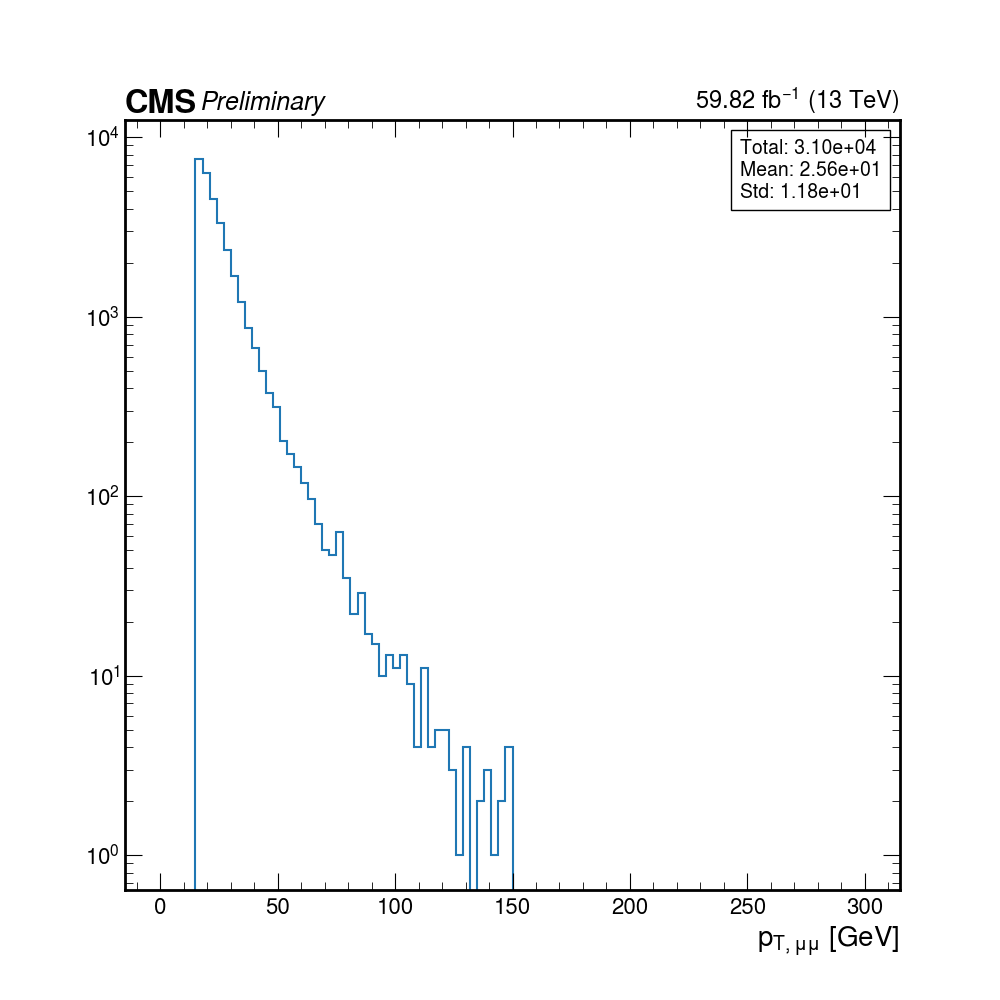 CMS Preliminary 59.82 fb⁻¹ (13 TeV)
Total: 3.10e+04
Mean: 2.56e+01
Std: 1.18e+01
10⁴
10³
10²
10¹
10⁰
0 50 100 150 200 250 300
p_{T, μμ} [GeV]